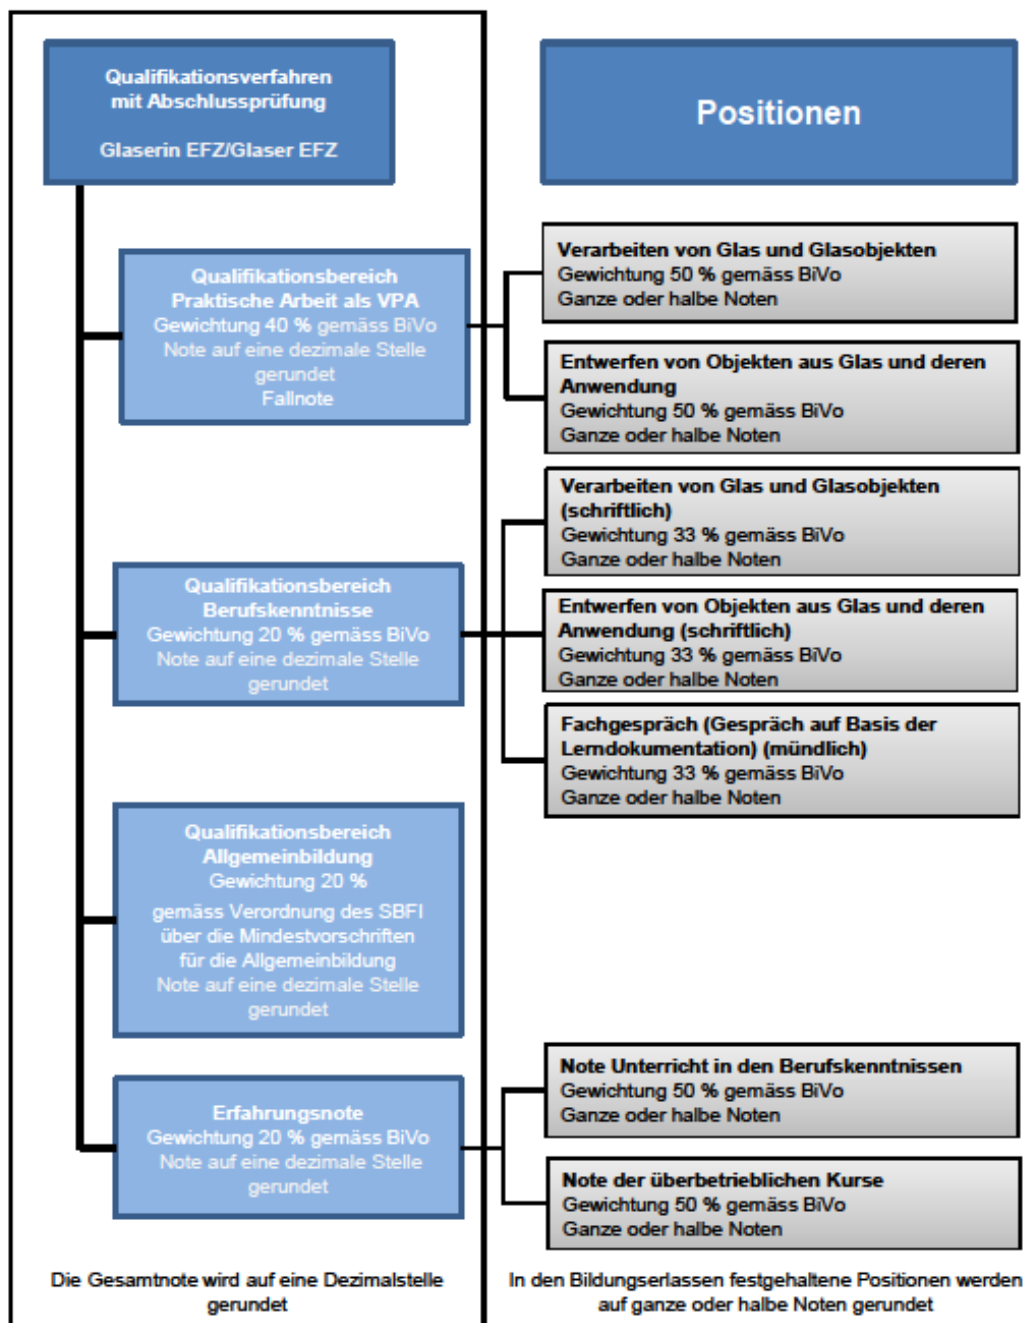 Qualifikationsverfahren
mit Abschlussprüfung
Glaserin EFZ/Glaser EFZ
Positionen
Qualifikationsbereich
Praktische Arbeit als VPA
Gewichtung 40 % gemäss BiVo
Note auf eine dezimale Stelle
gerundet
Fallnote
Verarbeiten von Glas und Glasobjekten
Gewichtung 50 % gemäss BiVo
Ganze oder halbe Noten
Entwerfen von Objekten aus Glas und deren
Anwendung
Gewichtung 50 % gemäss BiVo
Ganze oder halbe Noten
Qualifikationsbereich
Berufskenntnisse
Gewichtung 20 % gemäss BiVo
Note auf eine dezimale Stelle
gerundet
Verarbeiten von Glas und Glasobjekten
(schriftlich)
Gewichtung 33 % gemäss BiVo
Ganze oder halbe Noten
Entwerfen von Objekten aus Glas und deren
Anwendung (schriftlich)
Gewichtung 33 % gemäss BiVo
Ganze oder halbe Noten
Fachgespräch (Gespräch auf Basis der
Lerndokumentation) (mündlich)
Gewichtung 33 % gemäss BiVo
Ganze oder halbe Noten
Qualifikationsbereich
Allgemeinbildung
Gewichtung 20 %
gemäss Verordnung des SBFI
über die Mindestvorschriften
für die Allgemeinbildung
Note auf eine dezimale Stelle
gerundet
Erfahrungsnote
Gewichtung 20 % gemäss BiVo
Note auf eine dezimale Stelle
gerundet
Note Unterricht in den Berufskenntnissen
Gewichtung 50 % gemäss BiVo
Ganze oder halbe Noten
Note der überbetrieblichen Kurse
Gewichtung 50 % gemäss BiVo
Ganze oder halbe Noten
Die Gesamtnote wird auf eine Dezimalstelle
gerundet
In den Bildungserlassen festgehaltene Positionen werden
auf ganze oder halbe Noten gerundet